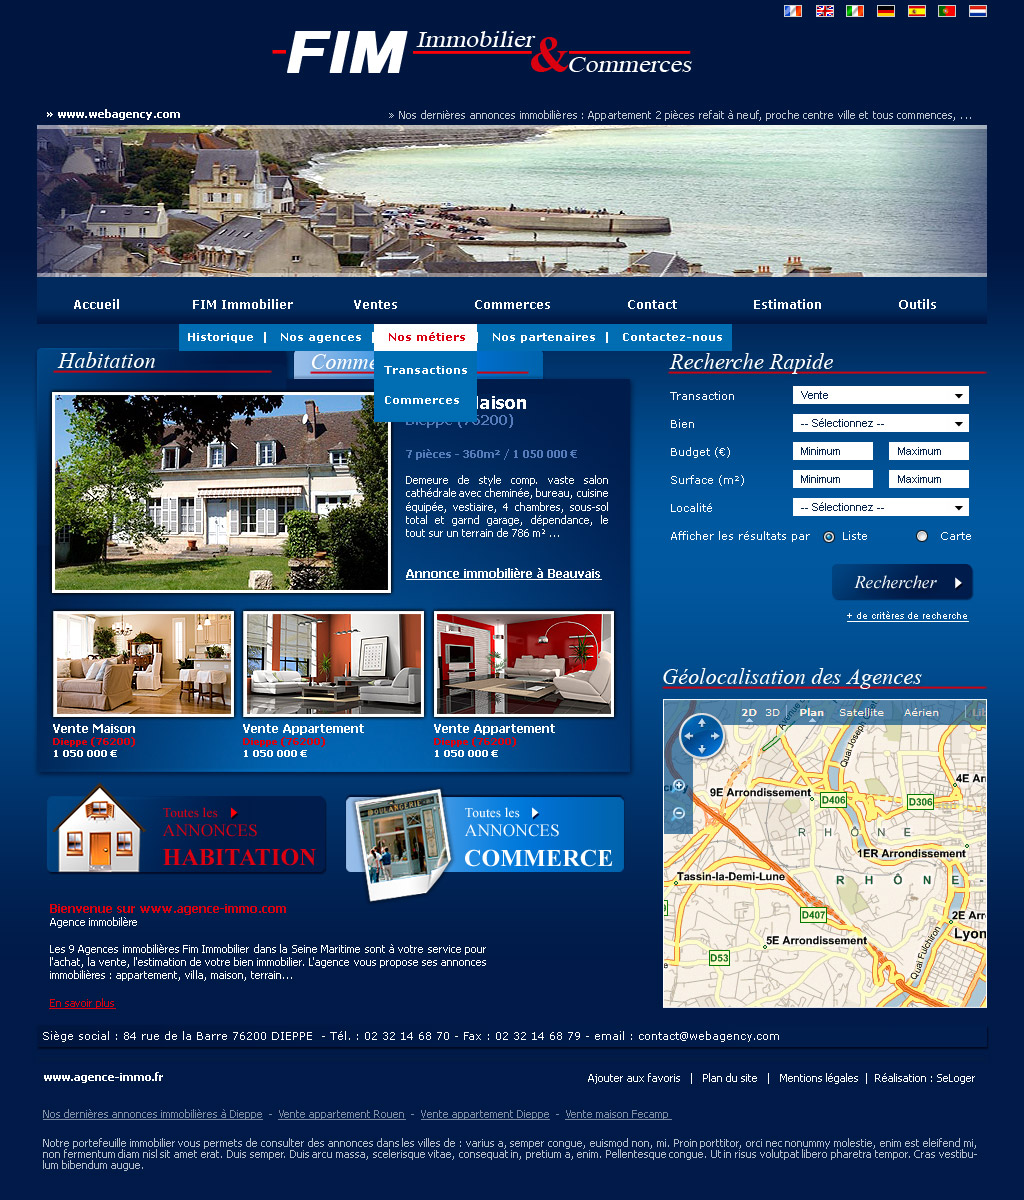 -FIM Immobilier & Commerces
» www.webagency.com
» Nos dernières annonces immobilières : Appartement 2 pièces refait à neuf, proche centre ville et tous commences, ...
Accueil FIM Immobilier Ventes Commerces Contact Estimation Outils
Historique | Nos agences | Nos métiers | Nos partenaires | Contactez-nous
Transactions
Commerces
Habitation
Comme
aison
Dieppe (76200)
7 pièces - 360m² / 1 050 000 €
Demeure de style comp. vaste salon
cathédrale avec cheminée, bureau, cuisine
équipée, vestiaire, 4 chambres, sous-sol
total et garnd garage, dépendance, le
tout sur un terrain de 786 m² ...
Annonce immobilière à Beauvais
Vente Maison
Dieppe (76200)
1 050 000 €
Vente Appartement
Dieppe (76200)
1 050 000 €
Vente Appartement
Dieppe (76200)
1 050 000 €
Recherche Rapide
Transaction Vente
Bien -- Sélectionnez --
Budget (€) Minimum Maximum
Surface (m²) Minimum Maximum
Localité -- Sélectionnez --
Afficher les résultats par Liste Carte
Rechercher
+ de critères de recherche
Géolocalisation des Agences
2D 3D Plan Satellite Aérien Lib
Quai Joseph
4E Ar
9E Arrondissement
D406
D306
RHÔNE
1ER Arrondissement
Tassin-la-Demi-Lune
RHÔNE-
D407
2E Arr
Lyon
5E Arrondissement
D53
Quai Fulchiron
Toutes les
ANNONCES
HABITATION
BOULANGERIE
Toutes les
ANNONCES
COMMERCE
Bienvenue sur www.agence-immo.com
Agence immobilère
Les 9 Agences immobilières Fim Immobilier dans la Seine Maritime sont à votre service pour
l'achat, la vente, l'estimation de votre bien immobilier. L'agence vous propose ses annonces
immobilières : appartement, villa, maison, terrain...
En savoir plus
Siège social : 84 rue de la Barre 76200 DIEPPE - Tél. : 02 32 14 68 70 - Fax : 02 32 14 68 79 - email : contact@webagency.com
www.agence-immo.fr
Ajouter aux favoris | Plan du site | Mentions légales | Réalisation : SeLoger
Nos dernières annonces immobilières à Dieppe - Vente appartement Rouen - Vente appartement Dieppe - Vente maison Fecamp
Notre portefeuille immobilier vous permets de consulter des annonces dans les villes de : varius a, semper congue, euismod non, mi. Proin porttitor, orci nec nonummy molestie, enim est eleifend mi,
non fermentum diam nisl sit amet erat. Duis semper. Duis arcu massa, scelerisque vitae, consequat in, pretium a, enim. Pellentesque congue. Ut in risus volutpat libero pharetra tempor. Cras vestibu-
lum bibendum augue.